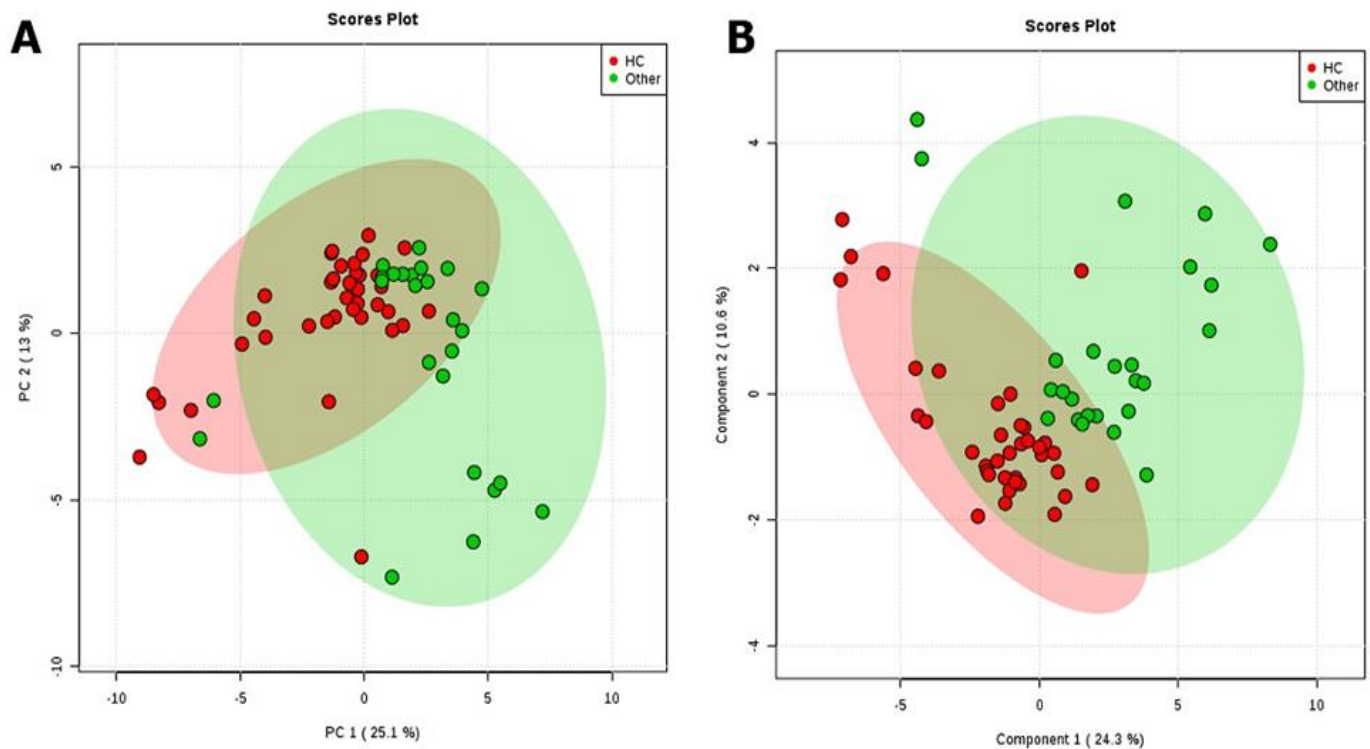 A
Scores Plot
HC
Other
5
0
-5
-10
PC 2 ( 13 %)
-10
-5
0
5
10
PC 1 ( 25.1 %)
B
Scores Plot
HC
Other
4
2
0
-2
-4
Component 2 ( 10.6 %)
-5
0
5
10
Component 1 ( 24.3 %)